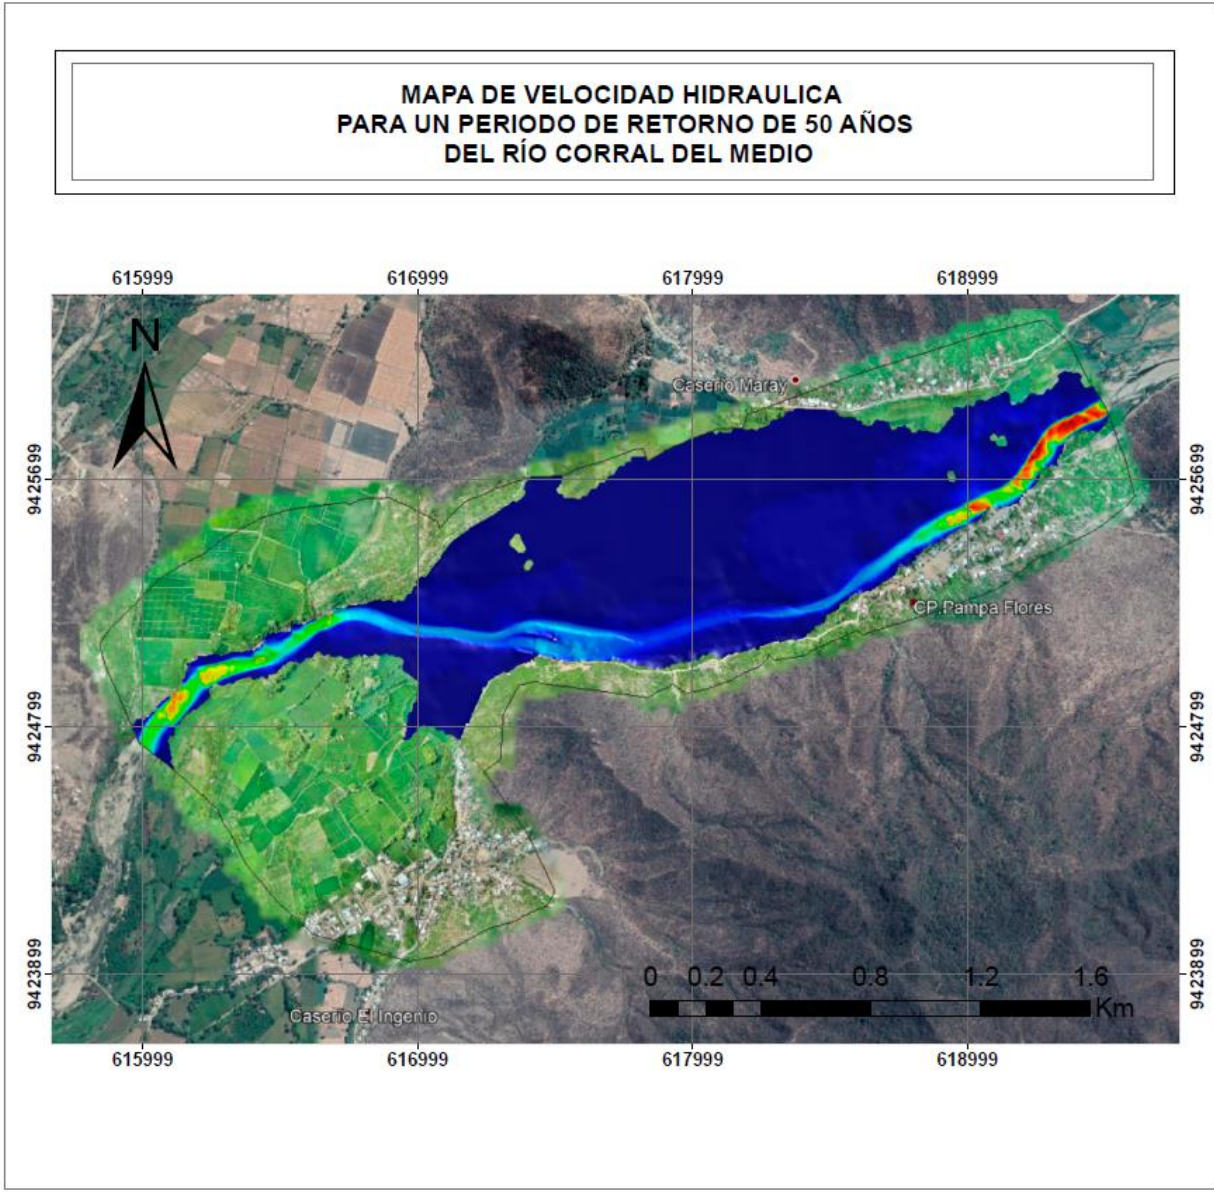 MAPA DE VELOCIDAD HIDRAULICA
PARA UN PERIODO DE RETORNO DE 50 AÑOS
DEL RÍO CORRAL DEL MEDIO
615999 616999 617999 618999
N
Caserio Maray
9425699 9425699
CP.Pampa Flores
9424799 9424799
9423899 9423899
0 0.2 0.4 0.8 1.2 1.6
Km
Caserio El Ingenio
615999 616999 617999 618999